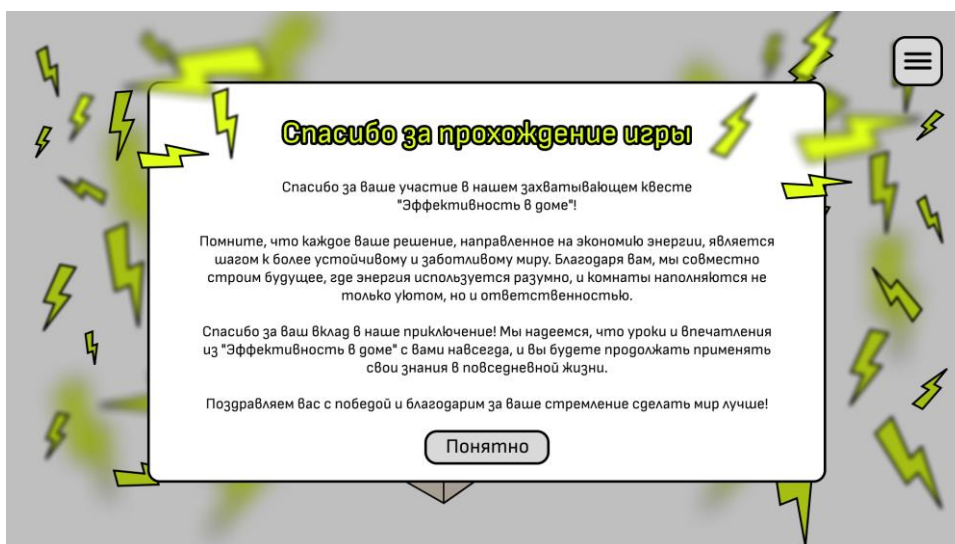 Спасибо за прохождение игры
Спасибо за ваше участие в нашем захватывающем квесте
"Эффективность в доме"!
Помните, что каждое ваше решение, направленное на экономию энергии, является
шагом к более устойчивому и заботливому миру. Благодаря вам, мы совместно
строим будущее, где энергия используется разумно, и комнаты наполняются не
только уютом, но и ответственностью.
Спасибо за ваш вклад в наше приключение! Мы надеемся, что уроки и впечатления
из "Эффективность в доме" с вами навсегда, и вы будете продолжать применять
свои знания в повседневной жизни.
Поздравляем вас с победой и благодарим за ваше стремление сделать мир лучше!
Понятно